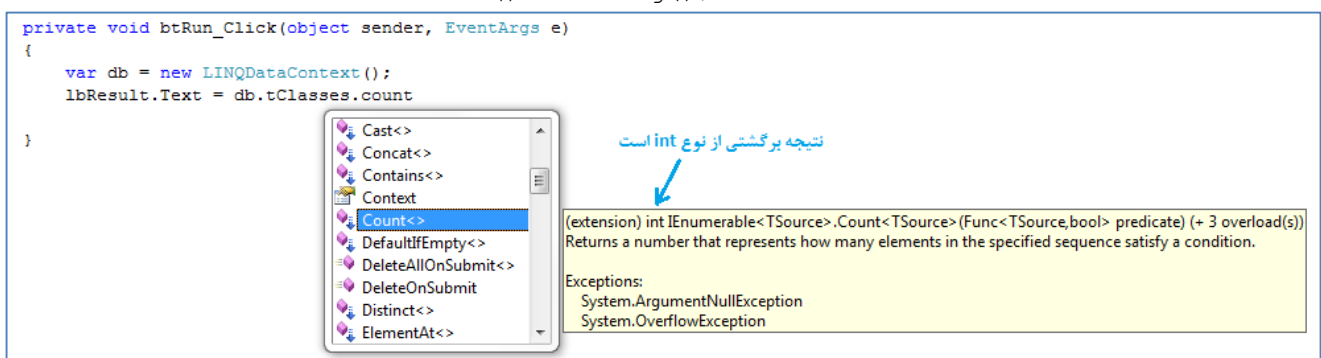 private void btRun_Click(object sender, EventArgs e)
{
var db = new LINQDataContext();
lbResult.Text = db.tClasses.count
}
Cast<>
Concat<>
Contains<>
Context
Count<>
DefaultIfEmpty<>
DeleteAllOnSubmit<>
DeleteOnSubmit
Distinct<>
ElementAt<>
نتیجه برگشتی از نوع int است
(extension) int IEnumerable<TSource>.Count<TSource>(Func<TSource,bool> predicate) (+ 3 overload(s))
Returns a number that represents how many elements in the specified sequence satisfy a condition.
Exceptions:
System.ArgumentNullException
System.OverflowException